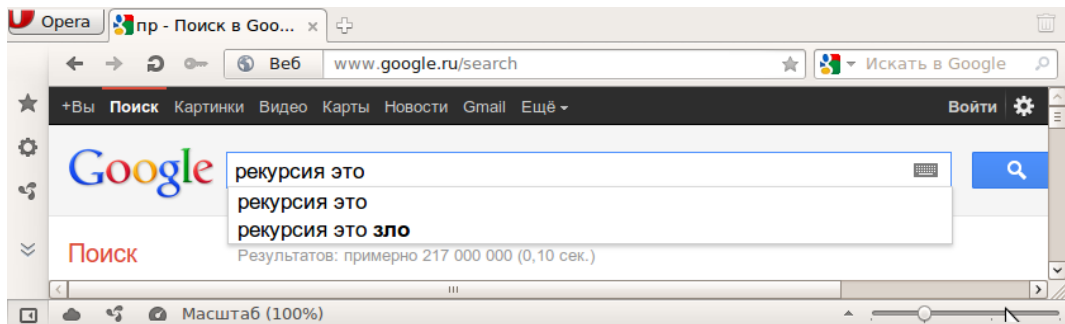 Opera
пр - Поиск в Goo...
Веб www.google.ru/search Искать в Google
+Вы Поиск Картинки Видео Карты Новости Gmail Ещё Войти
Google рекурсия это
рекурсия это
рекурсия это зло
Поиск Результатов: примерно 217 000 000 (0,10 сек.)
Масштаб (100%)